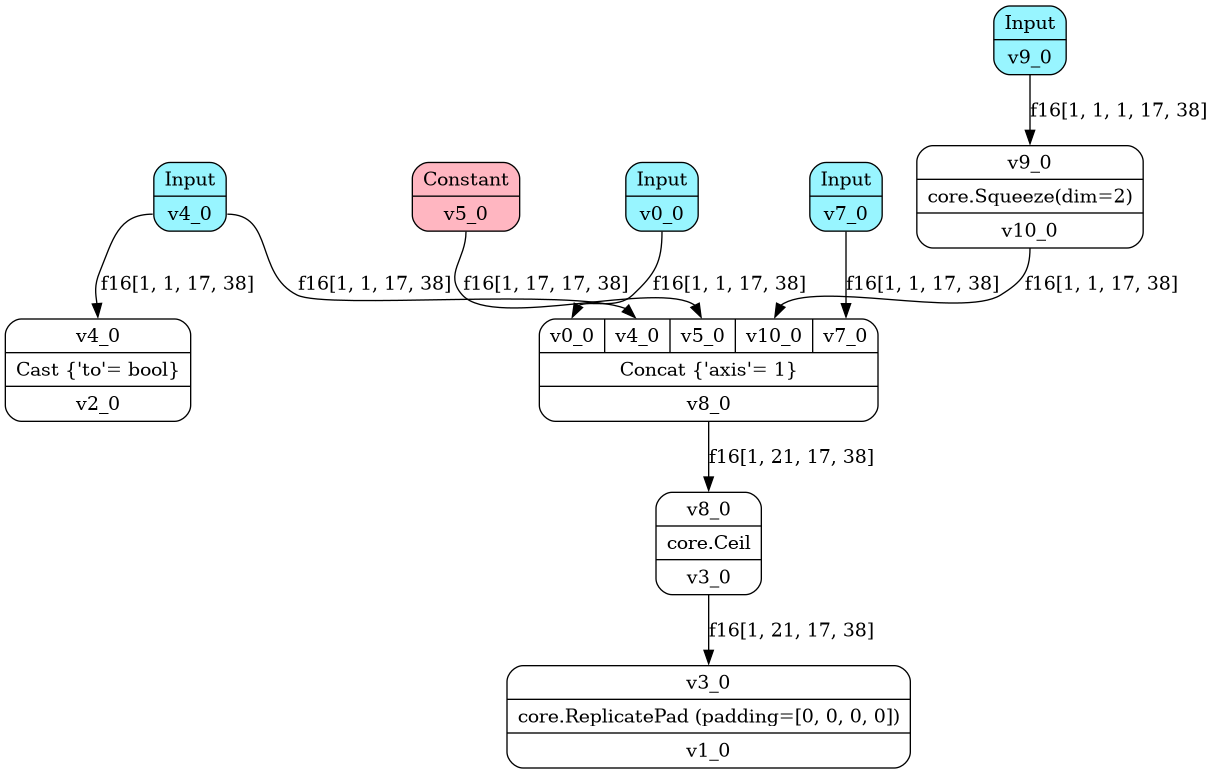 Input
v9_0
f16[1, 1, 1, 17, 38]
Input
v4_0
Constant
v5_0
Input
v0_0
Input
v7_0
v9_0
core.Squeeze(dim=2)
v10_0
f16[1, 1, 17, 38]
f16[1, 1, 17, 38]
f16[1, 17, 17, 38]
f16[1, 1, 17, 38]
f16[1, 1, 17, 38]
f16[1, 1, 17, 38]
v4_0
Cast {'to'= bool}
v2_0
v0_0 v4_0 v5_0 v10_0 v7_0
Concat {'axis'= 1}
v8_0
f16[1, 21, 17, 38]
v8_0
core.Ceil
v3_0
f16[1, 21, 17, 38]
v3_0
core.ReplicatePad (padding=[0, 0, 0, 0])
v1_0